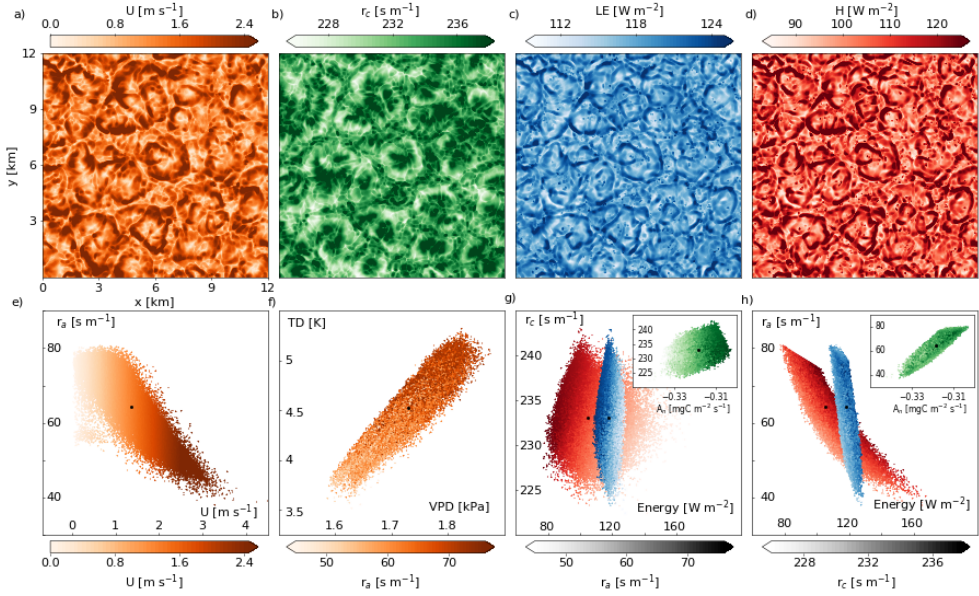 a) U [m s⁻¹] b) r_c [s m⁻¹] c) LE [W m⁻²] d) H [W m⁻²]
0.0 0.8 1.6 2.4 228 232 236 112 118 124 90 100 110 120
12
9
6
3
y [km]
0 3 6 9 12
x [km]
e) f) g) h)
r_a [s m⁻¹]
80
60
40
U [m s⁻¹]
0 1 2 3 4
0.0 0.8 1.6 2.4
U [m s⁻¹]
TD [K]
5
4.5
4
3.5
VPD [kPa]
1.6 1.7 1.8
50 60 70
r_a [s m⁻¹]
r_c [s m⁻¹]
240
235
230
225
240
235
230
225
−0.33 −0.31
A_n [mgC m⁻² s⁻¹]
Energy [W m⁻²]
80 120 160
50 60 70
r_a [s m⁻¹]
r_a [s m⁻¹]
80
60
40
80
60
40
−0.33 −0.31
A_n [mgC m⁻² s⁻¹]
Energy [W m⁻²]
80 120 160
228 232 236
r_c [s m⁻¹]